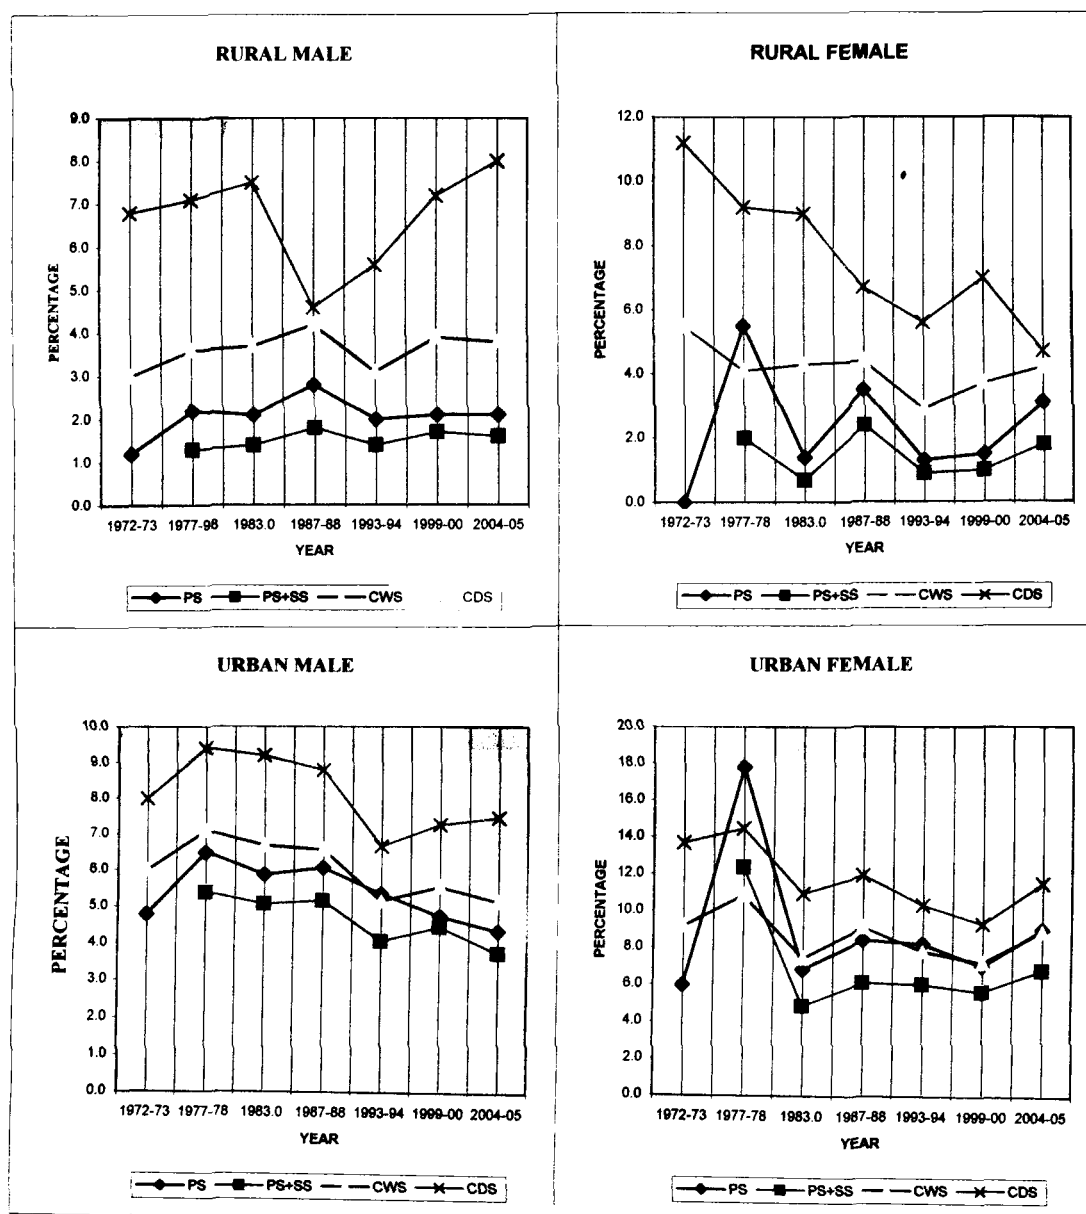 RURAL MALE
9.0
8.0
7.0
6.0
5.0
4.0
3.0
2.0
1.0
0.0
PERCENTAGE
1972-73 1977-98 1983.0 1987-88 1993-94 1999-00 2004-05
YEAR
PS PS+SS CWS CDS
RURAL FEMALE
12.0
10.0
8.0
6.0
4.0
2.0
0.0
PERCENTAGE
1972-73 1977-78 1983.0 1987-88 1993-94 1999-00 2004-05
YEAR
PS PS+SS CWS CDS
URBAN MALE
10.0
9.0
8.0
7.0
6.0
5.0
4.0
3.0
2.0
1.0
0.0
PERCENTAGE
1972-73 1977-78 1983.0 1987-88 1993-94 1999-00 2004-05
YEAR
PS PS+SS CWS CDS
URBAN FEMALE
20.0
18.0
16.0
14.0
12.0
10.0
8.0
6.0
4.0
2.0
0.0
PERCENTAGE
1972-73 1977-78 1983.0 1987-88 1993-94 1999-00 2004-05
YEAR
PS PS+SS CWS CDS